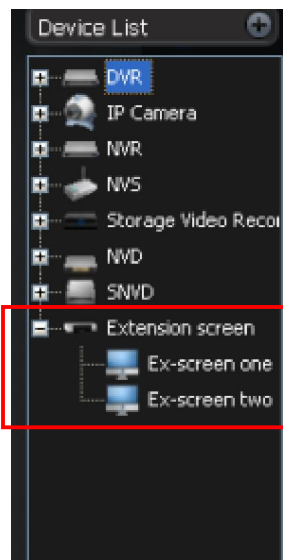 Device List
DVR
IP Camera
NVR
NVS
Storage Video Recor
NVD
SNVD
Extension screen
Ex-screen one
Ex-screen two